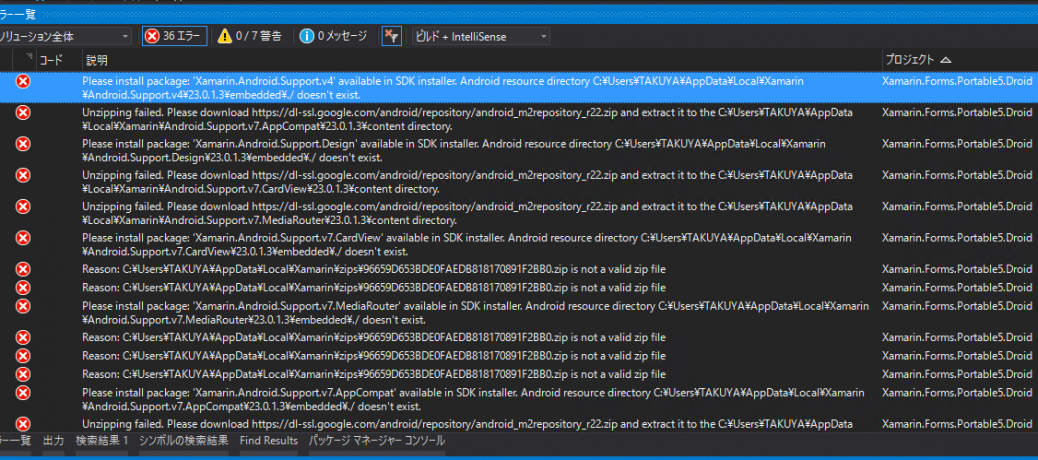 ラー一覧
ソリューション全体 36 エラー 0 / 7 警告 0 メッセージ ビルド + IntelliSense
コード 説明 プロジェクト
Please install package: 'Xamarin.Android.Support.v4' available in SDK installer. Android resource directory C:¥Users¥TAKUYA¥AppData¥Local¥Xamarin Xamarin.Forms.Portable5.Droid
¥Android.Support.v4¥23.0.1.3¥embedded¥./ doesn't exist.
Unzipping failed. Please download https://dl-ssl.google.com/android/repository/android_m2repository_r22.zip and extract it to the C:¥Users¥TAKUYA¥AppData Xamarin.Forms.Portable5.Droid
¥Local¥Xamarin¥Android.Support.v7.AppCompat¥23.0.1.3¥content directory.
Please install package: 'Xamarin.Android.Support.Design' available in SDK installer. Android resource directory C:¥Users¥TAKUYA¥AppData¥Local¥Xamarin Xamarin.Forms.Portable5.Droid
¥Android.Support.Design¥23.0.1.3¥embedded¥./ doesn't exist.
Unzipping failed. Please download https://dl-ssl.google.com/android/repository/android_m2repository_r22.zip and extract it to the C:¥Users¥TAKUYA¥AppData Xamarin.Forms.Portable5.Droid
¥Local¥Xamarin¥Android.Support.v7.CardView¥23.0.1.3¥content directory.
Unzipping failed. Please download https://dl-ssl.google.com/android/repository/android_m2repository_r22.zip and extract it to the C:¥Users¥TAKUYA¥AppData Xamarin.Forms.Portable5.Droid
¥Local¥Xamarin¥Android.Support.v7.MediaRouter¥23.0.1.3¥content directory.
Please install package: 'Xamarin.Android.Support.v7.CardView' available in SDK installer. Android resource directory C:¥Users¥TAKUYA¥AppData¥Local¥Xamarin Xamarin.Forms.Portable5.Droid
¥Android.Support.v7.CardView¥23.0.1.3¥embedded¥./ doesn't exist.
Reason: C:¥Users¥TAKUYA¥AppData¥Local¥Xamarin¥zips¥96659D653BDE0FAEDB818170891F2BB0.zip is not a valid zip file Xamarin.Forms.Portable5.Droid
Reason: C:¥Users¥TAKUYA¥AppData¥Local¥Xamarin¥zips¥96659D653BDE0FAEDB818170891F2BB0.zip is not a valid zip file Xamarin.Forms.Portable5.Droid
Please install package: 'Xamarin.Android.Support.v7.MediaRouter' available in SDK installer. Android resource directory C:¥Users¥TAKUYA¥AppData¥Local¥Xamarin Xamarin.Forms.Portable5.Droid
¥Android.Support.v7.MediaRouter¥23.0.1.3¥embedded¥./ doesn't exist.
Reason: C:¥Users¥TAKUYA¥AppData¥Local¥Xamarin¥zips¥96659D653BDE0FAEDB818170891F2BB0.zip is not a valid zip file Xamarin.Forms.Portable5.Droid
Reason: C:¥Users¥TAKUYA¥AppData¥Local¥Xamarin¥zips¥96659D653BDE0FAEDB818170891F2BB0.zip is not a valid zip file Xamarin.Forms.Portable5.Droid
Reason: C:¥Users¥TAKUYA¥AppData¥Local¥Xamarin¥zips¥96659D653BDE0FAEDB818170891F2BB0.zip is not a valid zip file Xamarin.Forms.Portable5.Droid
Please install package: 'Xamarin.Android.Support.v7.AppCompat' available in SDK installer. Android resource directory C:¥Users¥TAKUYA¥AppData¥Local¥Xamarin Xamarin.Forms.Portable5.Droid
¥Android.Support.v7.AppCompat¥23.0.1.3¥embedded¥./ doesn't exist.
Unzipping failed. Please download https://dl-ssl.google.com/android/repository/android_m2repository_r22.zip and extract it to the C:¥Users¥TAKUYA¥AppData Xamarin.Forms.Portable5.Droid
ラー一覧 出力 検索結果 1 シンボルの検索結果 Find Results パッケージ マネージャー コンソール